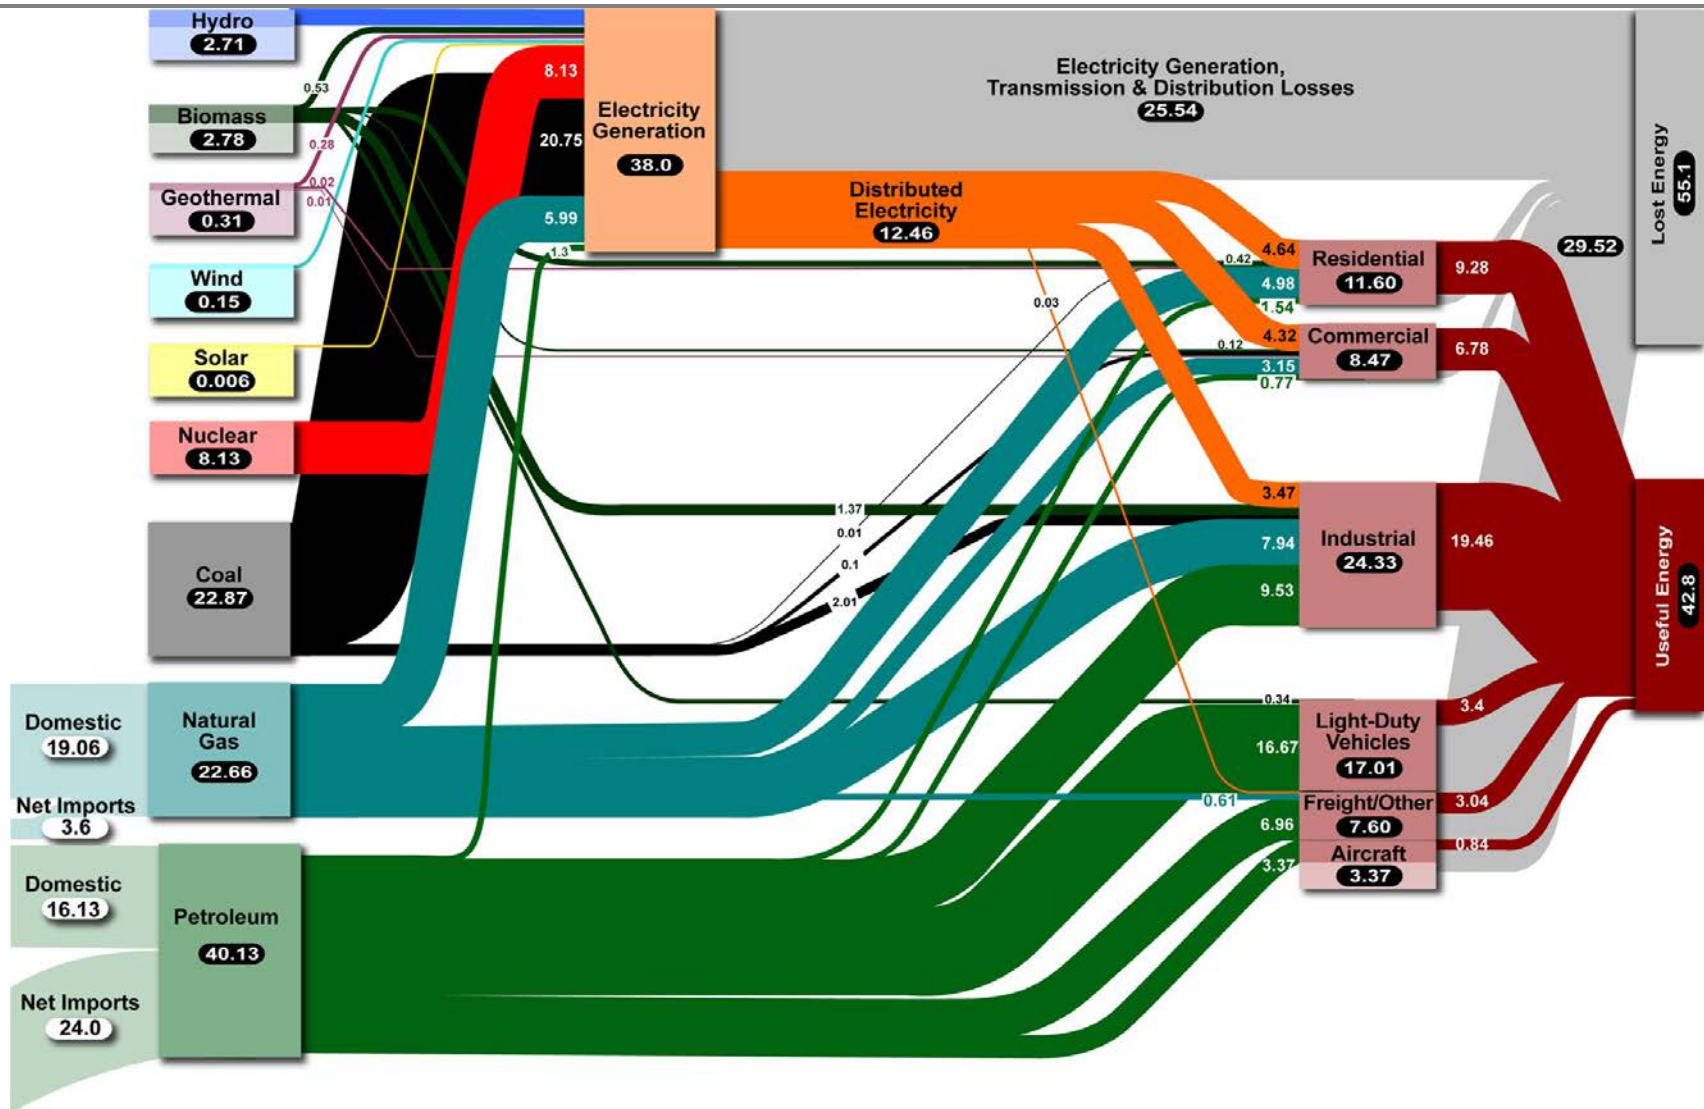 Hydro
2.71
Biomass
2.78
Geothermal
0.31
Wind
0.15
Solar
0.006
Nuclear
8.13
Coal
22.87
Domestic
19.06
Net Imports
3.6
Natural
Gas
22.66
Domestic
16.13
Net Imports
24.0
Petroleum
40.13
0.53
0.28
0.02
0.01
8.13
20.75
5.99
1.3
Electricity
Generation
38.0
Electricity Generation,
Transmission & Distribution Losses
25.54
Distributed
Electricity
12.46
0.03
1.37
0.01
0.1
2.01
4.64
0.42
4.98
1.54
4.32
0.12
3.15
0.77
3.47
7.94
9.53
0.34
16.67
0.61
6.96
3.37
Residential
11.60
Commercial
8.47
Industrial
24.33
Light-Duty
Vehicles
17.01
Freight/Other
7.60
Aircraft
3.37
9.28
6.78
19.46
3.4
3.04
0.84
29.52
Lost Energy
55.1
Useful Energy
42.8